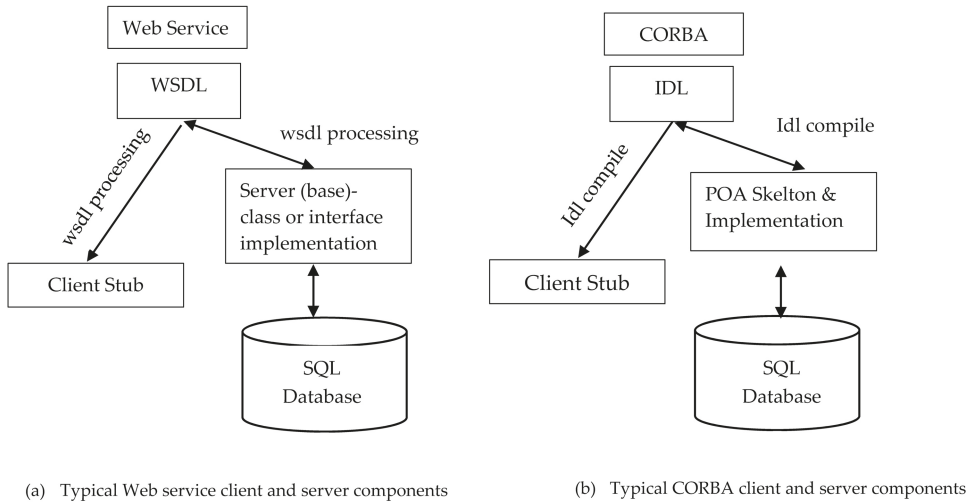 Web Service
WSDL
wsdl processing
wsdl processing
Server (base)-
class or interface
implementation
Client Stub
SQL
Database
(a) Typical Web service client and server components
CORBA
IDL
Idl compile
Idl compile
POA Skelton &
Implementation
Client Stub
SQL
Database
(b) Typical CORBA client and server components